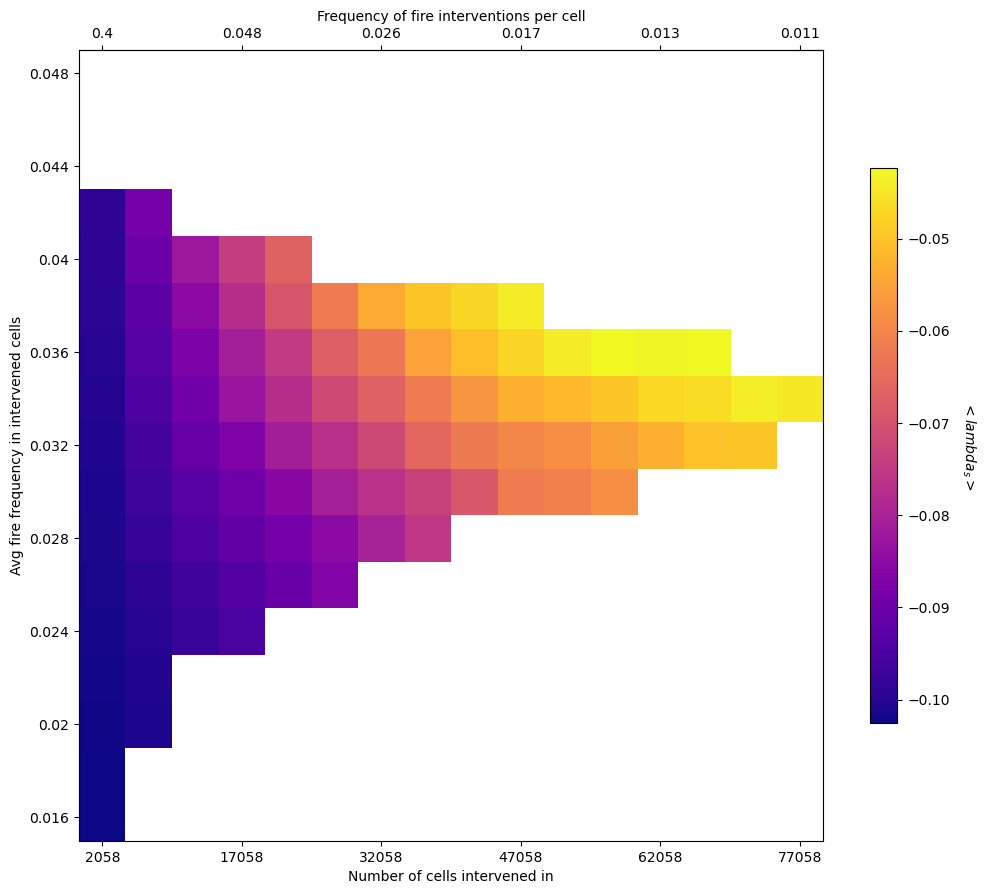 Frequency of fire interventions per cell
0.4 0.048 0.026 0.017 0.013 0.011
0.048
0.044
0.04
0.036
0.032
0.028
0.024
0.02
0.016
Avg fire frequency in intervened cells
2058 17058 32058 47058 62058 77058
Number of cells intervened in
−0.05
−0.06
−0.07
−0.08
−0.09
−0.10
< lambda_s >